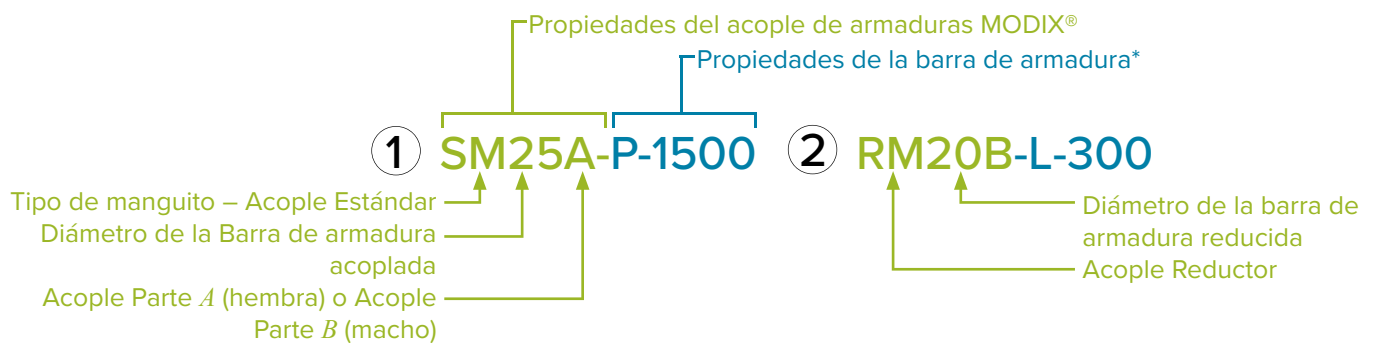 Propiedades del acople de armaduras MODIX®
Propiedades de la barra de armadura*
1 SM25A-P-1500 2 RM20B-L-300
Tipo de manguito – Acople Estándar
Diámetro de la Barra de armadura
acoplada
Acople Parte A (hembra) o Acople
Parte B (macho)
Diámetro de la barra de
armadura reducida
Acople Reductor